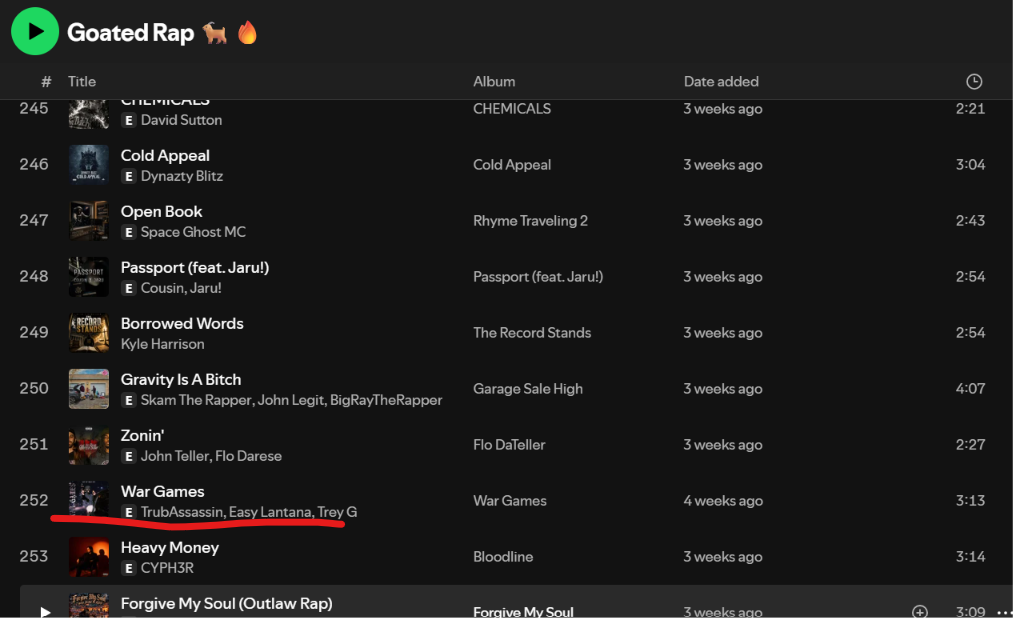 Goated Rap 🐐 🔥
# Title Album Date added
245 CHEMICALS CHEMICALS 3 weeks ago 2:21
E David Sutton
246 Cold Appeal Cold Appeal 3 weeks ago 3:04
E Dynazty Blitz
247 Open Book Rhyme Traveling 2 3 weeks ago 2:43
E Space Ghost MC
248 Passport (feat. Jaru!) Passport (feat. Jaru!) 3 weeks ago 2:54
E Cousin, Jaru!
249 Borrowed Words The Record Stands 3 weeks ago 2:54
Kyle Harrison
250 Gravity Is A Bitch Garage Sale High 3 weeks ago 4:07
E Skam The Rapper, John Legit, BigRayTheRapper
251 Zonin' Flo DaTeller 3 weeks ago 2:27
E John Teller, Flo Darese
252 War Games War Games 4 weeks ago 3:13
E TrubAssassin, Easy Lantana, Trey G
253 Heavy Money Bloodline 3 weeks ago 3:14
E CYPH3R
Forgive My Soul (Outlaw Rap) Forgive My Soul 3 weeks ago 3:09